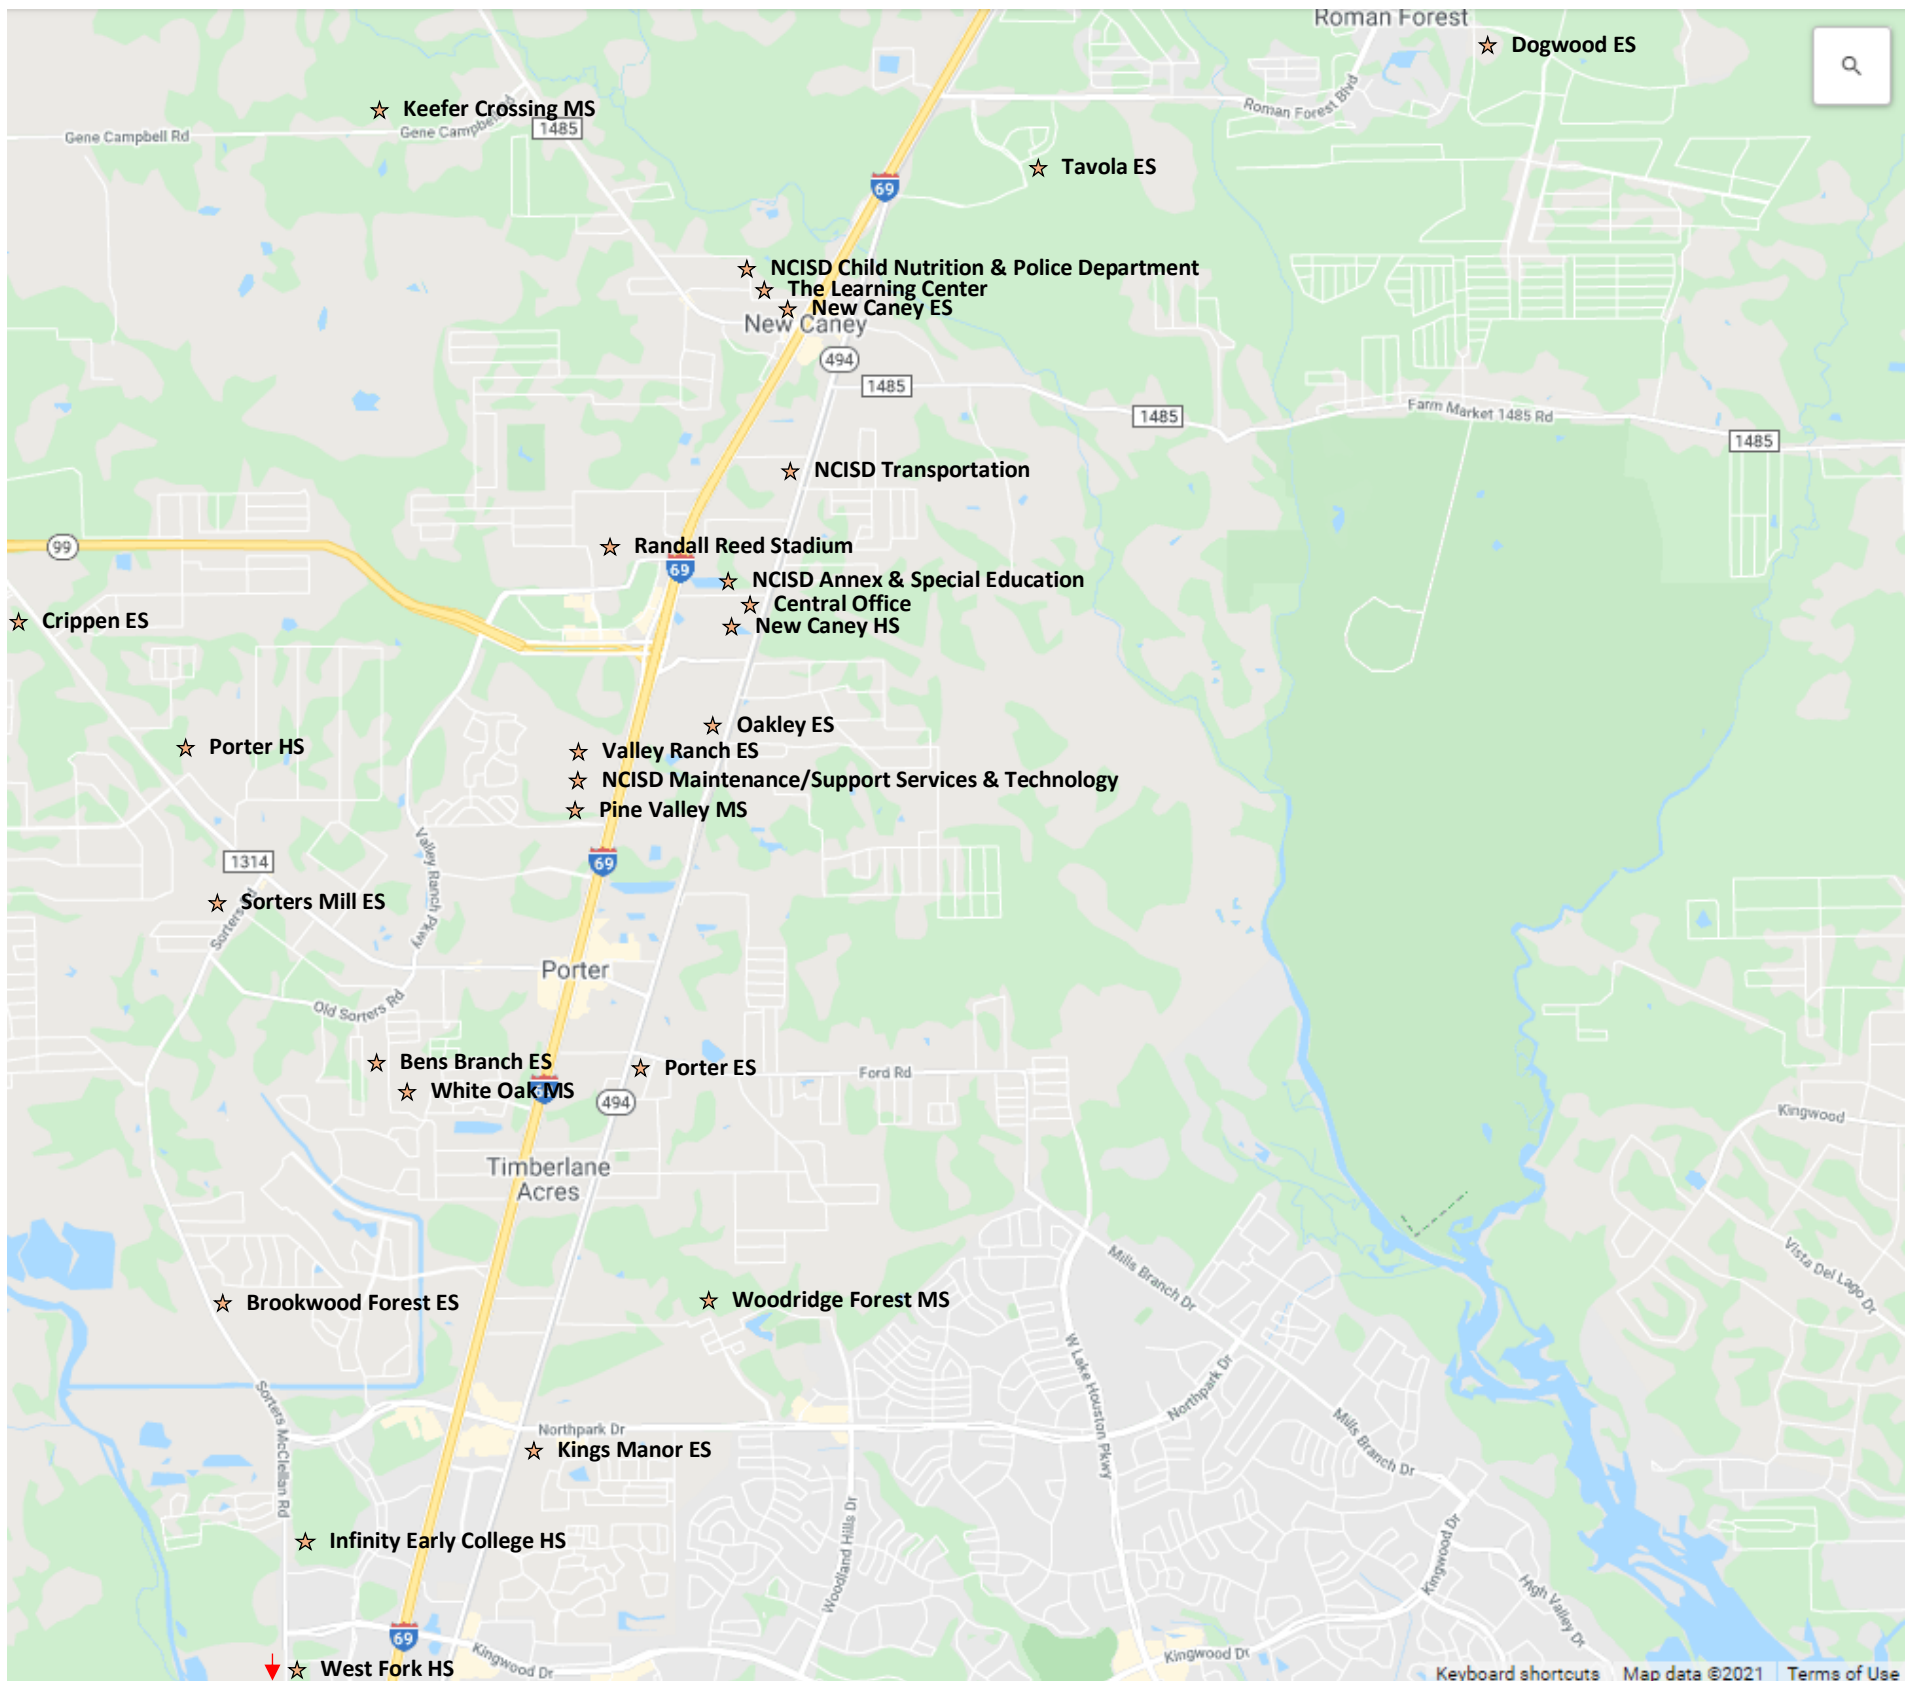 Roman Forest
Dogwood ES
Keefer Crossing MS
Gene Campbell Rd
Gene Campbell Rd
1485
Roman Forest Blvd
Tavola ES
69
NCISD Child Nutrition & Police Department
The Learning Center
New Caney ES
New Caney
494
1485
1485
Farm Market 1485 Rd
1485
NCISD Transportation
99
Randall Reed Stadium
69
NCISD Annex & Special Education
Central Office
New Caney HS
Crippen ES
Oakley ES
Porter HS
Valley Ranch ES
NCISD Maintenance/Support Services & Technology
Pine Valley MS
1314
69
Valley Ranch Pkwy
Sorters Mill ES
Sorters Rd
Porter
Old Sorters Rd
Bens Branch ES
Porter ES
Ford Rd
White Oak MS
494
Kingwood
Timberlane
Acres
Mills Branch Dr
Vista Del Lago Dr
Brookwood Forest ES
Woodridge Forest MS
W Lake Houston Pkwy
Northpark Dr
Sorters McClellan Rd
Northpark Dr
Mills Branch Dr
Kings Manor ES
Infinity Early College HS
Woodland Hills Dr
Kingwood Dr
High Valley Dr
69
Kingwood Dr
Kingwood Dr
West Fork HS
Keyboard shortcuts Map data ©2021 Terms of Use